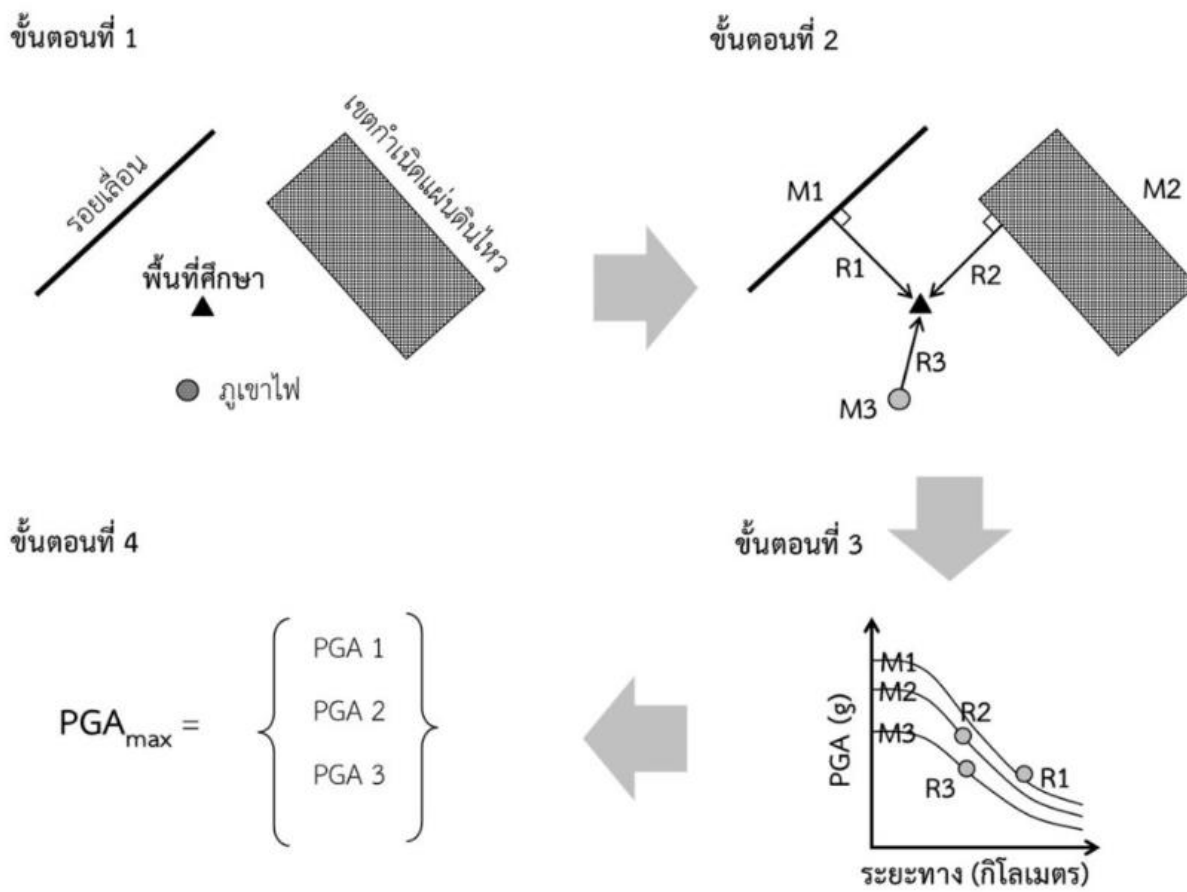 ขั้นตอนที่ 1
รอยเลื่อน
เขตกำเนิดแผ่นดินไหว
พื้นที่ศึกษา
ภูเขาไฟ
ขั้นตอนที่ 2
M1
M2
R1
R2
R3
M3
ขั้นตอนที่ 3
M1
M2
M3
R2
R1
R3
PGA (g)
ระยะทาง (กิโลเมตร)
ขั้นตอนที่ 4
PGAmax =
PGA 1
PGA 2
PGA 3